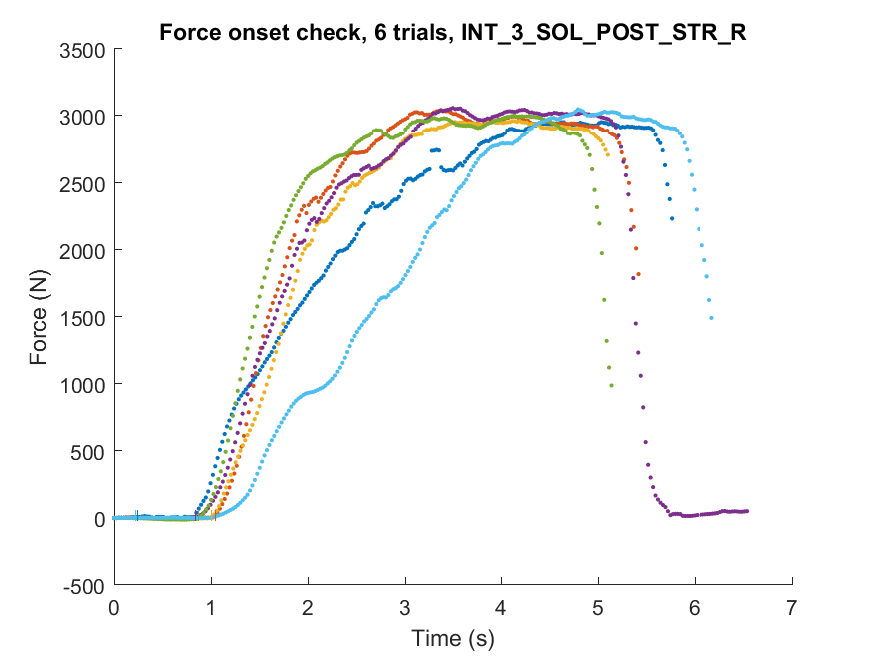 Force onset check, 6 trials, INT_3_SOL_POST_STR_R
3500
3000
2500
2000
1500
1000
500
0
-500
Force (N)
0 1 2 3 4 5 6 7
Time (s)